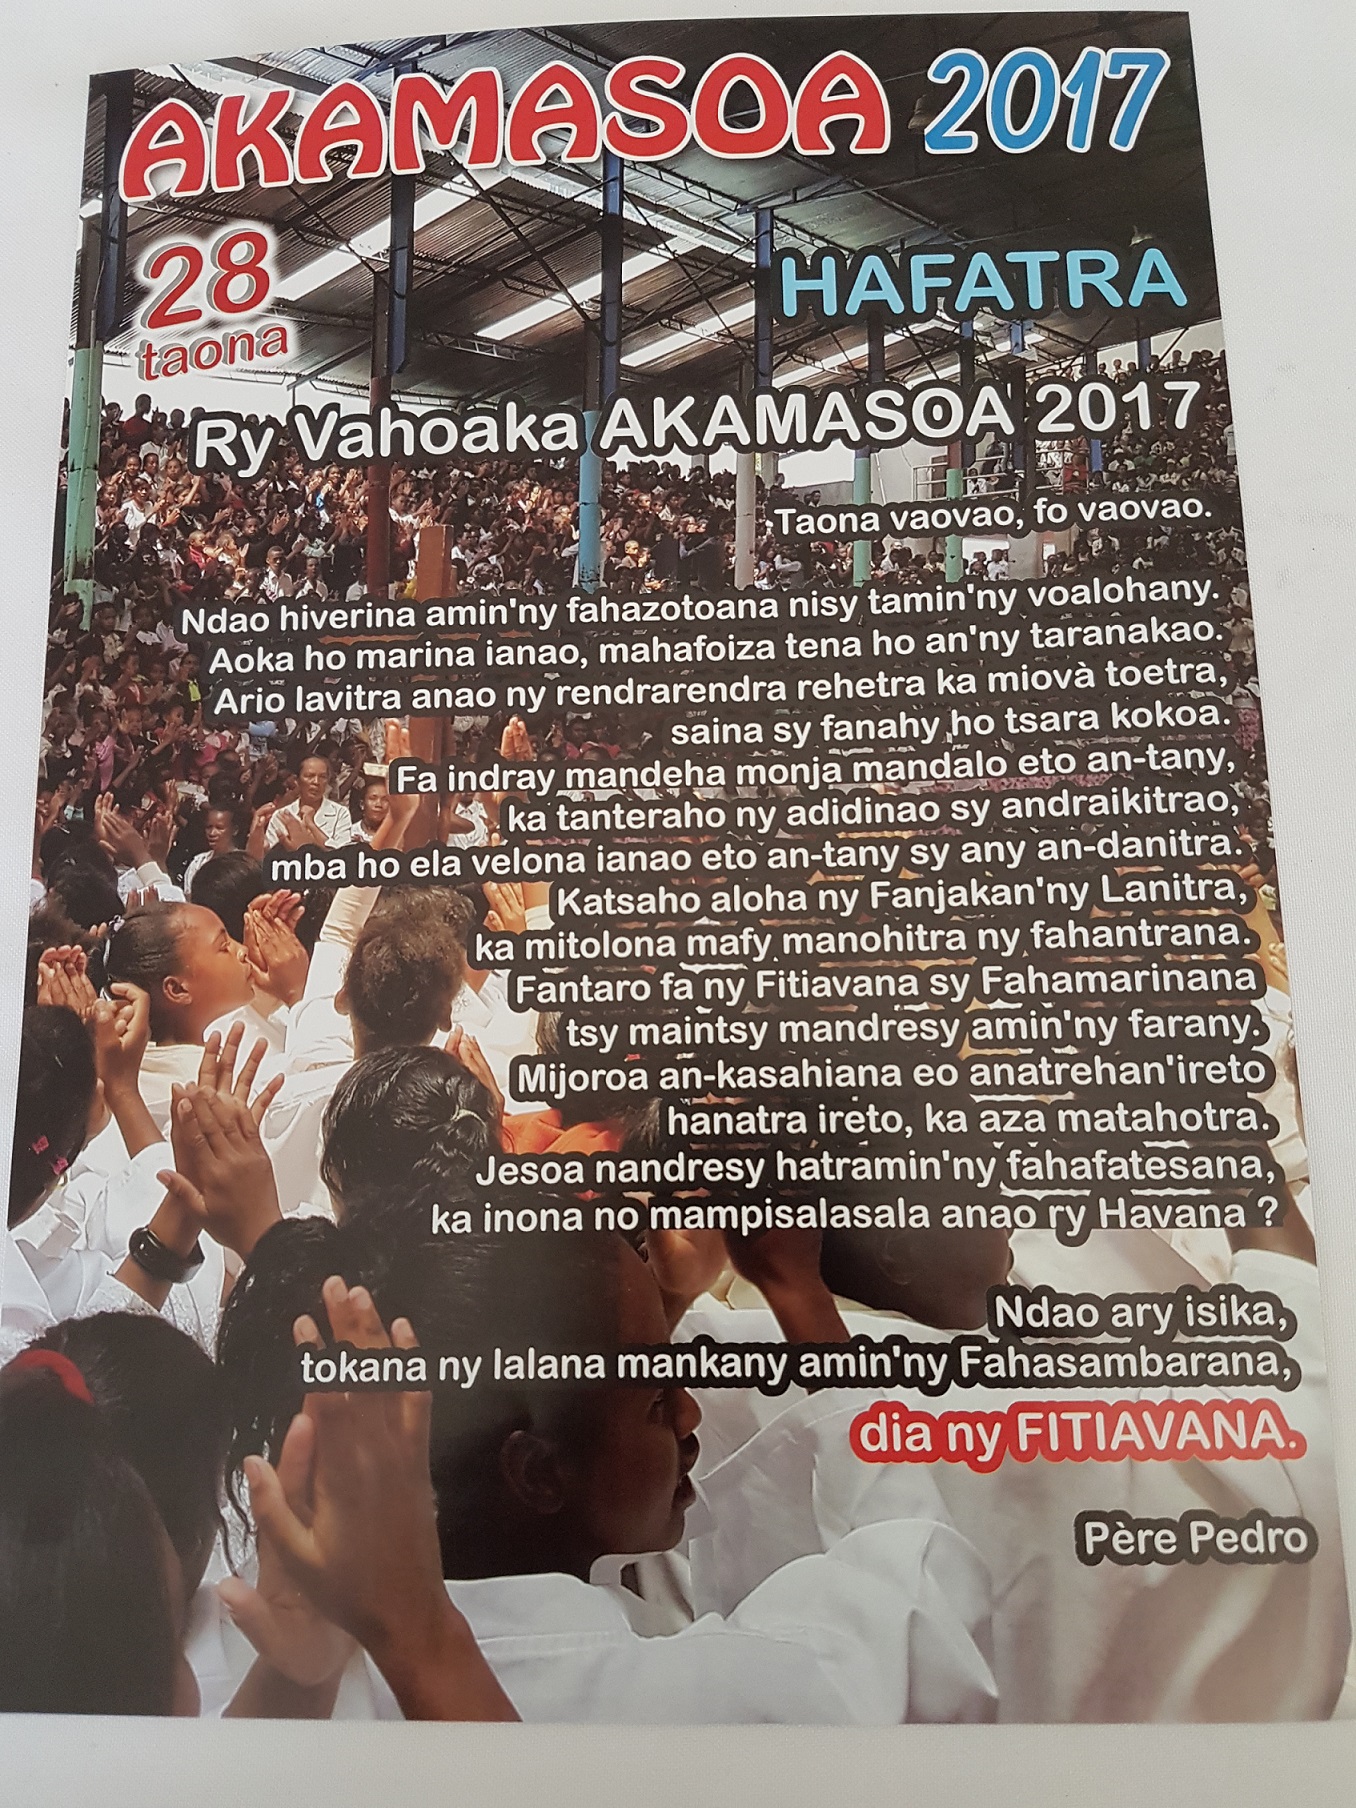 AKAMASOA 2017
28
taona
HAFATRA
Ry Vahoaka AKAMASOA 2017
Taona vaovao, fo vaovao.
Ndao hiverina amin'ny fahazotoana nisy tamin'ny voalohany.
Aoka ho marina ianao, mahafoiza tena ho an'ny taranakao.
Ario lavitra anao ny rendrarendra rehetra ka miovà toetra,
saina sy fanahy ho tsara kokoa.
Fa indray mandeha monja mandalo eto an-tany,
ka tanteraho ny adidinao sy andraikitrao,
mba ho ela velona ianao eto an-tany sy any an-danitra.
Katsaho aloha ny Fanjakan'ny Lanitra,
ka mitolona mafy manohitra ny fahantrana.
Fantaro fa ny Fitiavana sy Fahamarinana
tsy maintsy mandresy amin'ny farany.
Mijoroa an-kasahiana eo anatrehan'ireto
hanatra ireto, ka aza matahotra.
Jesoa nandresy hatramin'ny fahafatesana,
ka inona no mampisalasala anao ry Havana ?
Ndao ary isika,
tokana ny lalana mankany amin'ny Fahasambarana,
dia ny FITIAVANA.
Père Pedro